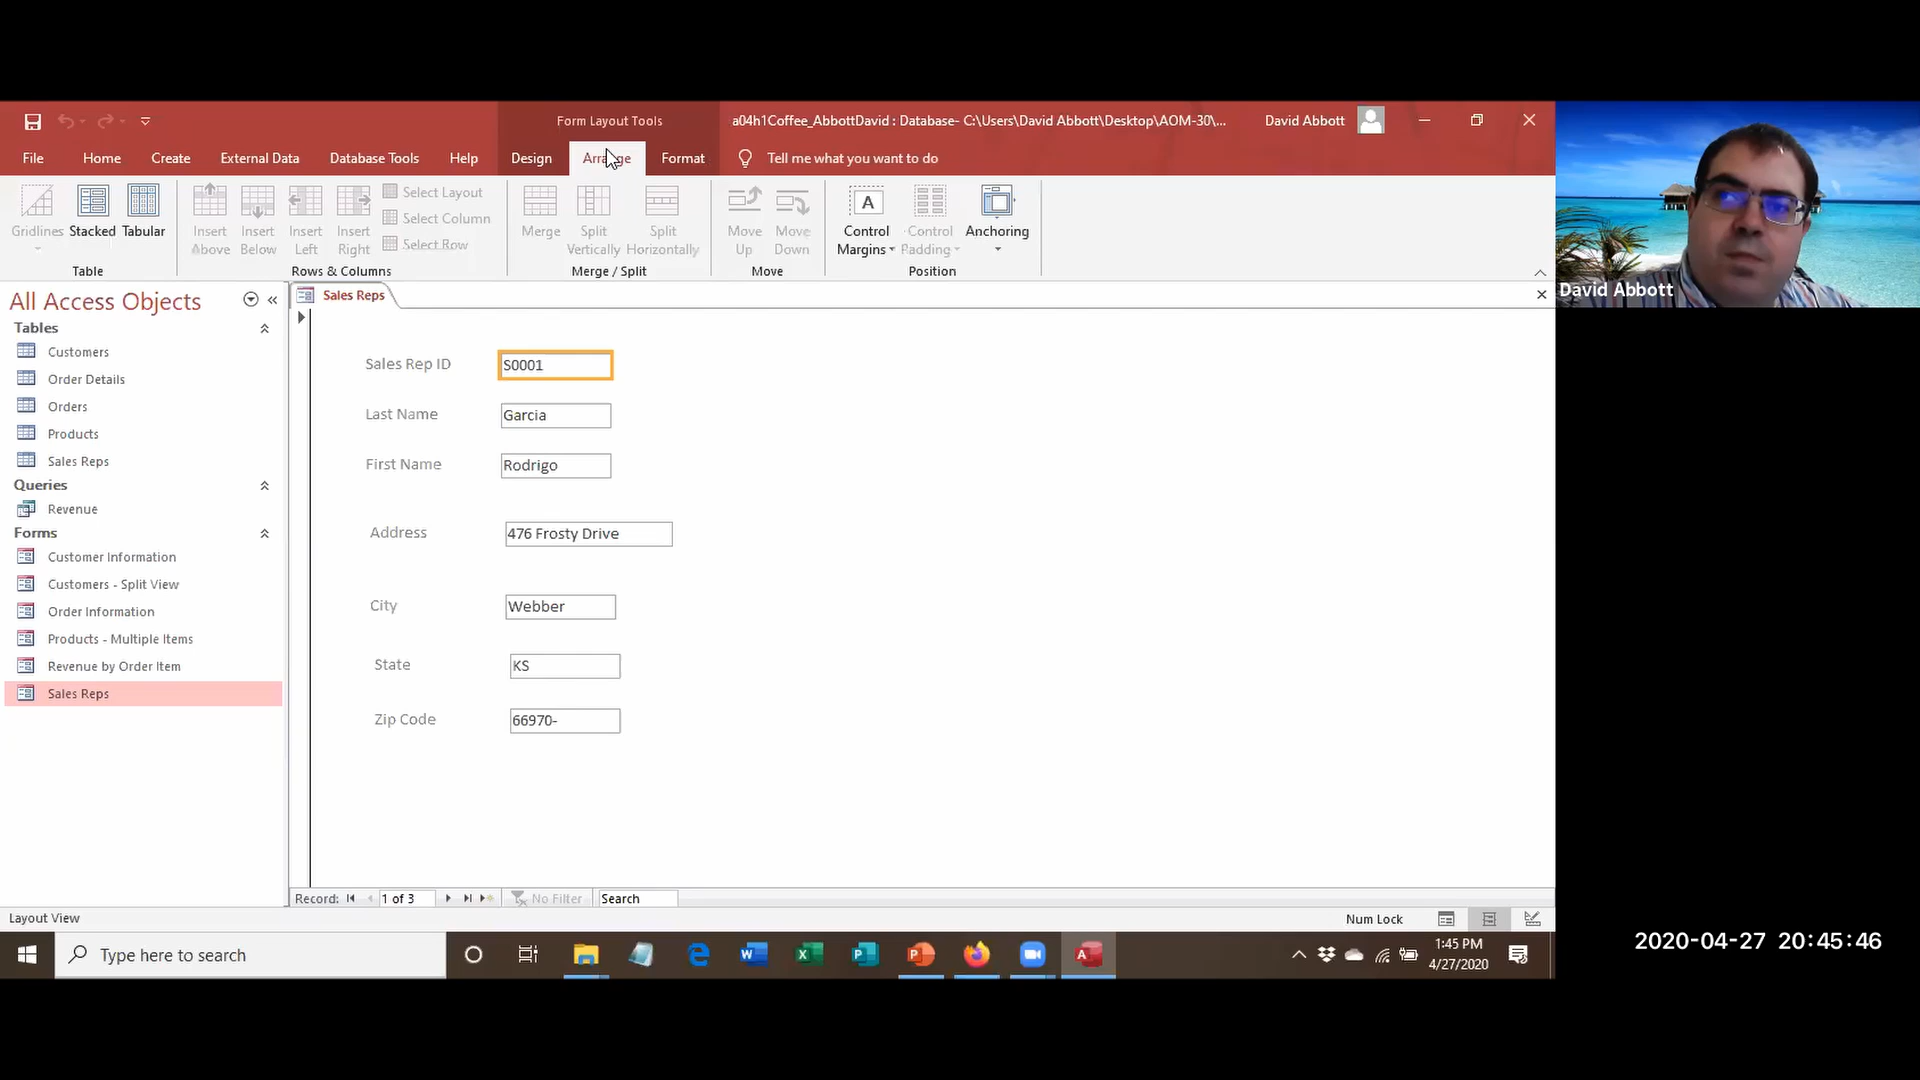 Form Layout Tools
a04h1Coffee_AbbottDavid : Database- C:\Users\David Abbott\Desktop\AOM-30\...
David Abbott
File Home Create External Data Database Tools Help Design Arrange Format Tell me what you want to do
Gridlines Stacked Tabular
Table
Insert Above
Insert Below
Insert Left
Insert Right
Select Layout
Select Column
Select Row
Rows & Columns
Merge
Split Vertically
Split Horizontally
Merge / Split
Move Up
Move Down
Move
Control Margins
Control Padding
Anchoring
Position
All Access Objects
Tables
Customers
Order Details
Orders
Products
Sales Reps
Queries
Revenue
Forms
Customer Information
Customers - Split View
Order Information
Products - Multiple Items
Revenue by Order Item
Sales Reps
Sales Reps
Sales Rep ID S0001
Last Name Garcia
First Name Rodrigo
Address 476 Frosty Drive
City Webber
State KS
Zip Code 66970-
Record: 1 of 3 No Filter Search
Layout View
Num Lock
Type here to search
1:45 PM
4/27/2020
David Abbott
2020-04-27 20:45:46